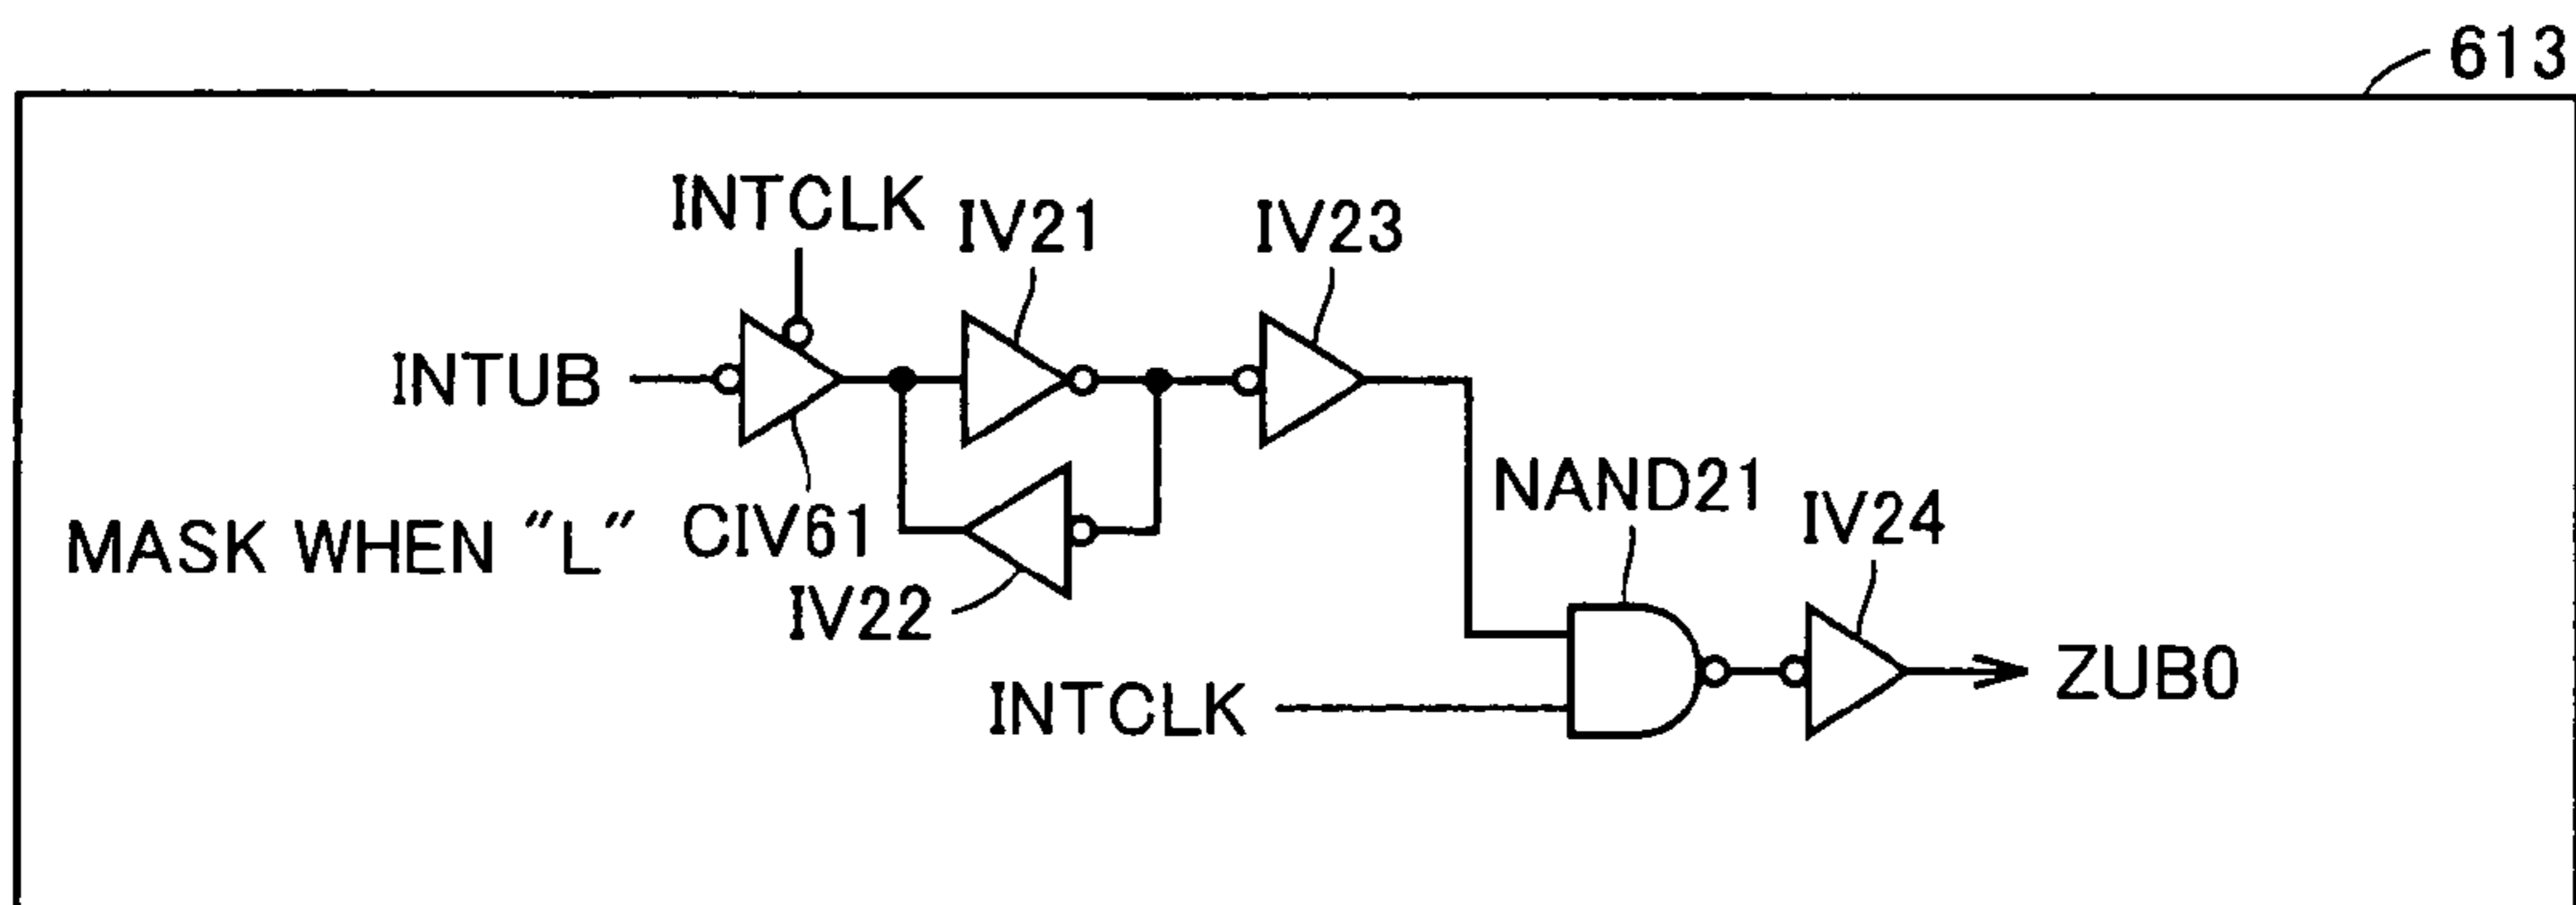 613
INTCLK
IV21
IV23
INTUB
MASK WHEN "L"
CIV61
IV22
NAND21
IV24
INTCLK
ZUB0